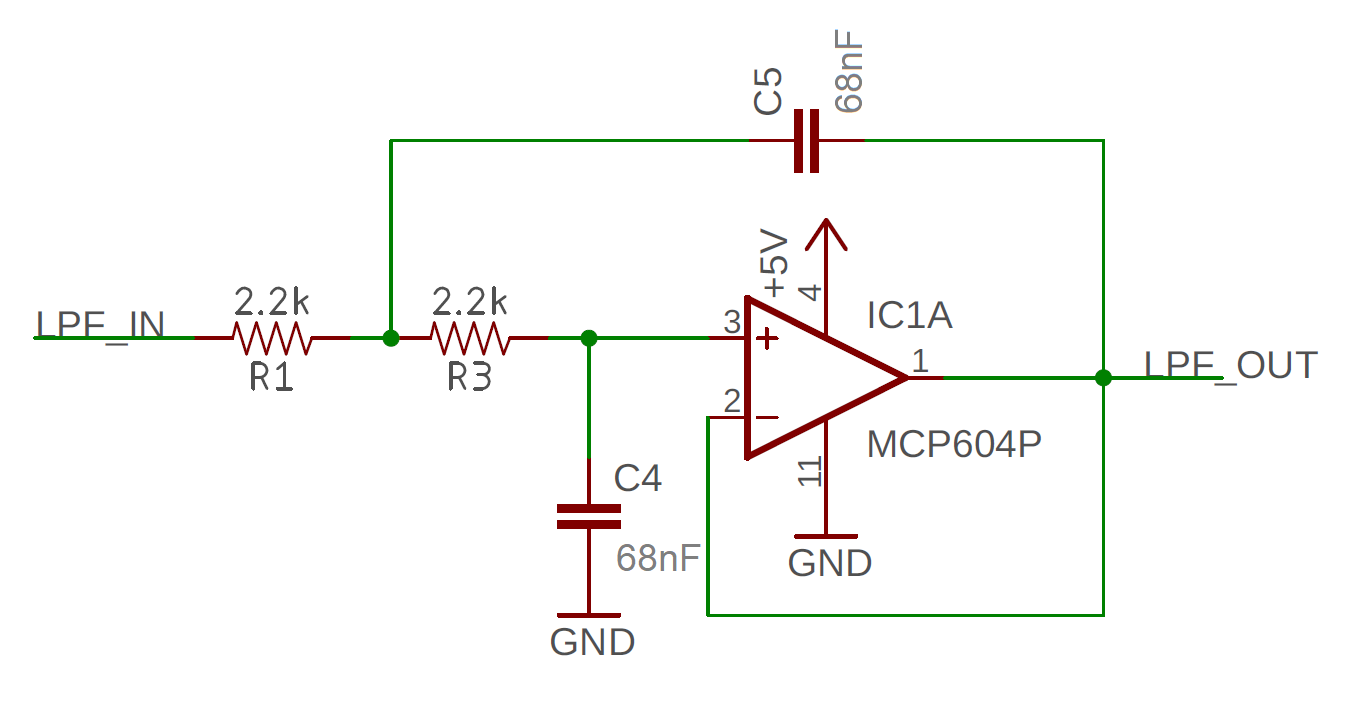 C5
68nF
+5V
4
LPF_IN
2.2k
R1
2.2k
R3
3
+
2
−
IC1A
1
LPF_OUT
MCP604P
11
GND
C4
68nF
GND